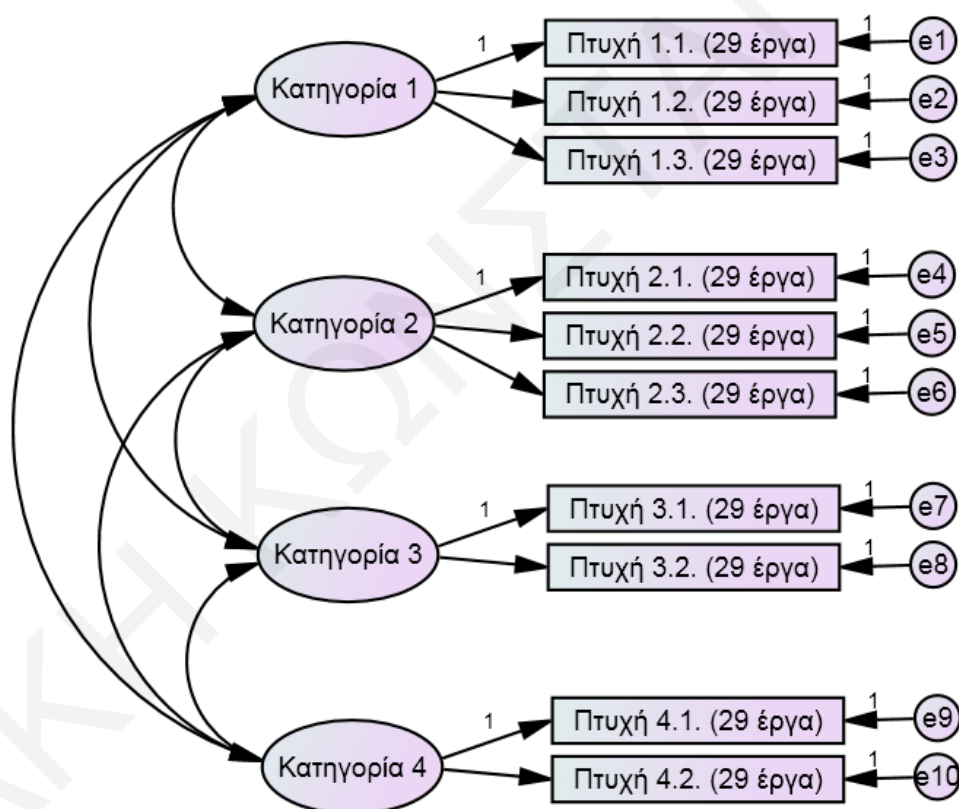 1
Πτυχή 1.1. (29 έργα)
1
e1
Κατηγορία 1
Πτυχή 1.2. (29 έργα)
1
e2
Πτυχή 1.3. (29 έργα)
1
e3
1
Πτυχή 2.1. (29 έργα)
1
e4
Κατηγορία 2
Πτυχή 2.2. (29 έργα)
1
e5
Πτυχή 2.3. (29 έργα)
1
e6
1
Πτυχή 3.1. (29 έργα)
1
e7
Κατηγορία 3
Πτυχή 3.2. (29 έργα)
1
e8
1
Πτυχή 4.1. (29 έργα)
1
e9
Κατηγορία 4
Πτυχή 4.2. (29 έργα)
1
e10